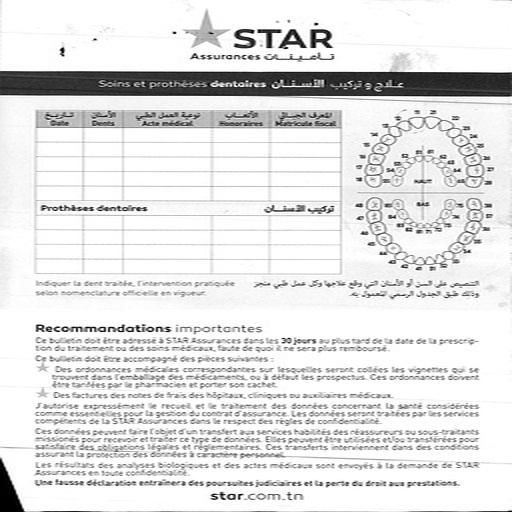 STAR
Assurances تـأميـنـات
Soins et prothèses dentaires عـلاج و تركيب الأسـنـان
تـاريـخ الأسنان نوعية العمل الطبي الأتعـاب المعرف الجبـائي
Date Dents Acte médical Honoraires Matricule fiscal
Prothèses dentaires تركيب الأسـنـان
HAUT
BAS
Indiquer la dent traitée, l'intervention pratiquée
selon nomenclature officielle en vigueur.
التنصيص على السن أو الأسنان التي وقع علاجها وكل عمل طبي منجز
وذلك طبق الجدول الرسمي المعمول به.
Recommandations importantes
Ce bulletin doit être adressé à STAR Assurances dans les 30 jours au plus tard de la date de la prescrip-
tion du traitement ou des soins médicaux, faute de quoi il ne sera plus remboursé.
Ce bulletin doit être accompagné des pièces suivantes :
Des ordonnances médicales correspondantes sur lesquelles seront collées les vignettes qui se
trouvent dans l'emballage des médicaments, ou à défaut les prospectus. Ces ordonnances doivent
être tarifées par le pharmacien et porter son cachet.
Des factures des notes de frais des hôpitaux, cliniques ou auxiliaires médicaux.
J'autorise expressément le recueil et le traitement des données concernant la santé considérées
comme essentielles pour la gestion du contrat d'assurance. Les données seront traitées par les services
compétents de la STAR Assurances dans le respect des règles de confidentialité.
Ces données peuvent faire l'objet d'un transfert aux services habilités des réassureurs ou sous-traitants
missionés pour recevoir et traiter ce type de données. Elles peuvent être utilisées et/ou transférées pour
satisfaire des obligations légales et réglementaires. Ces transferts interviennent dans des conditions
assurant la protection des données à caractère personnel.
Les résultats des analyses biologiques et des actes médicaux sont envoyés à la demande de STAR
Assurances en toute confidentialité.
Une fausse déclaration entraînera des poursuites judiciaires et la perte du droit aux prestations.
star.com.tn